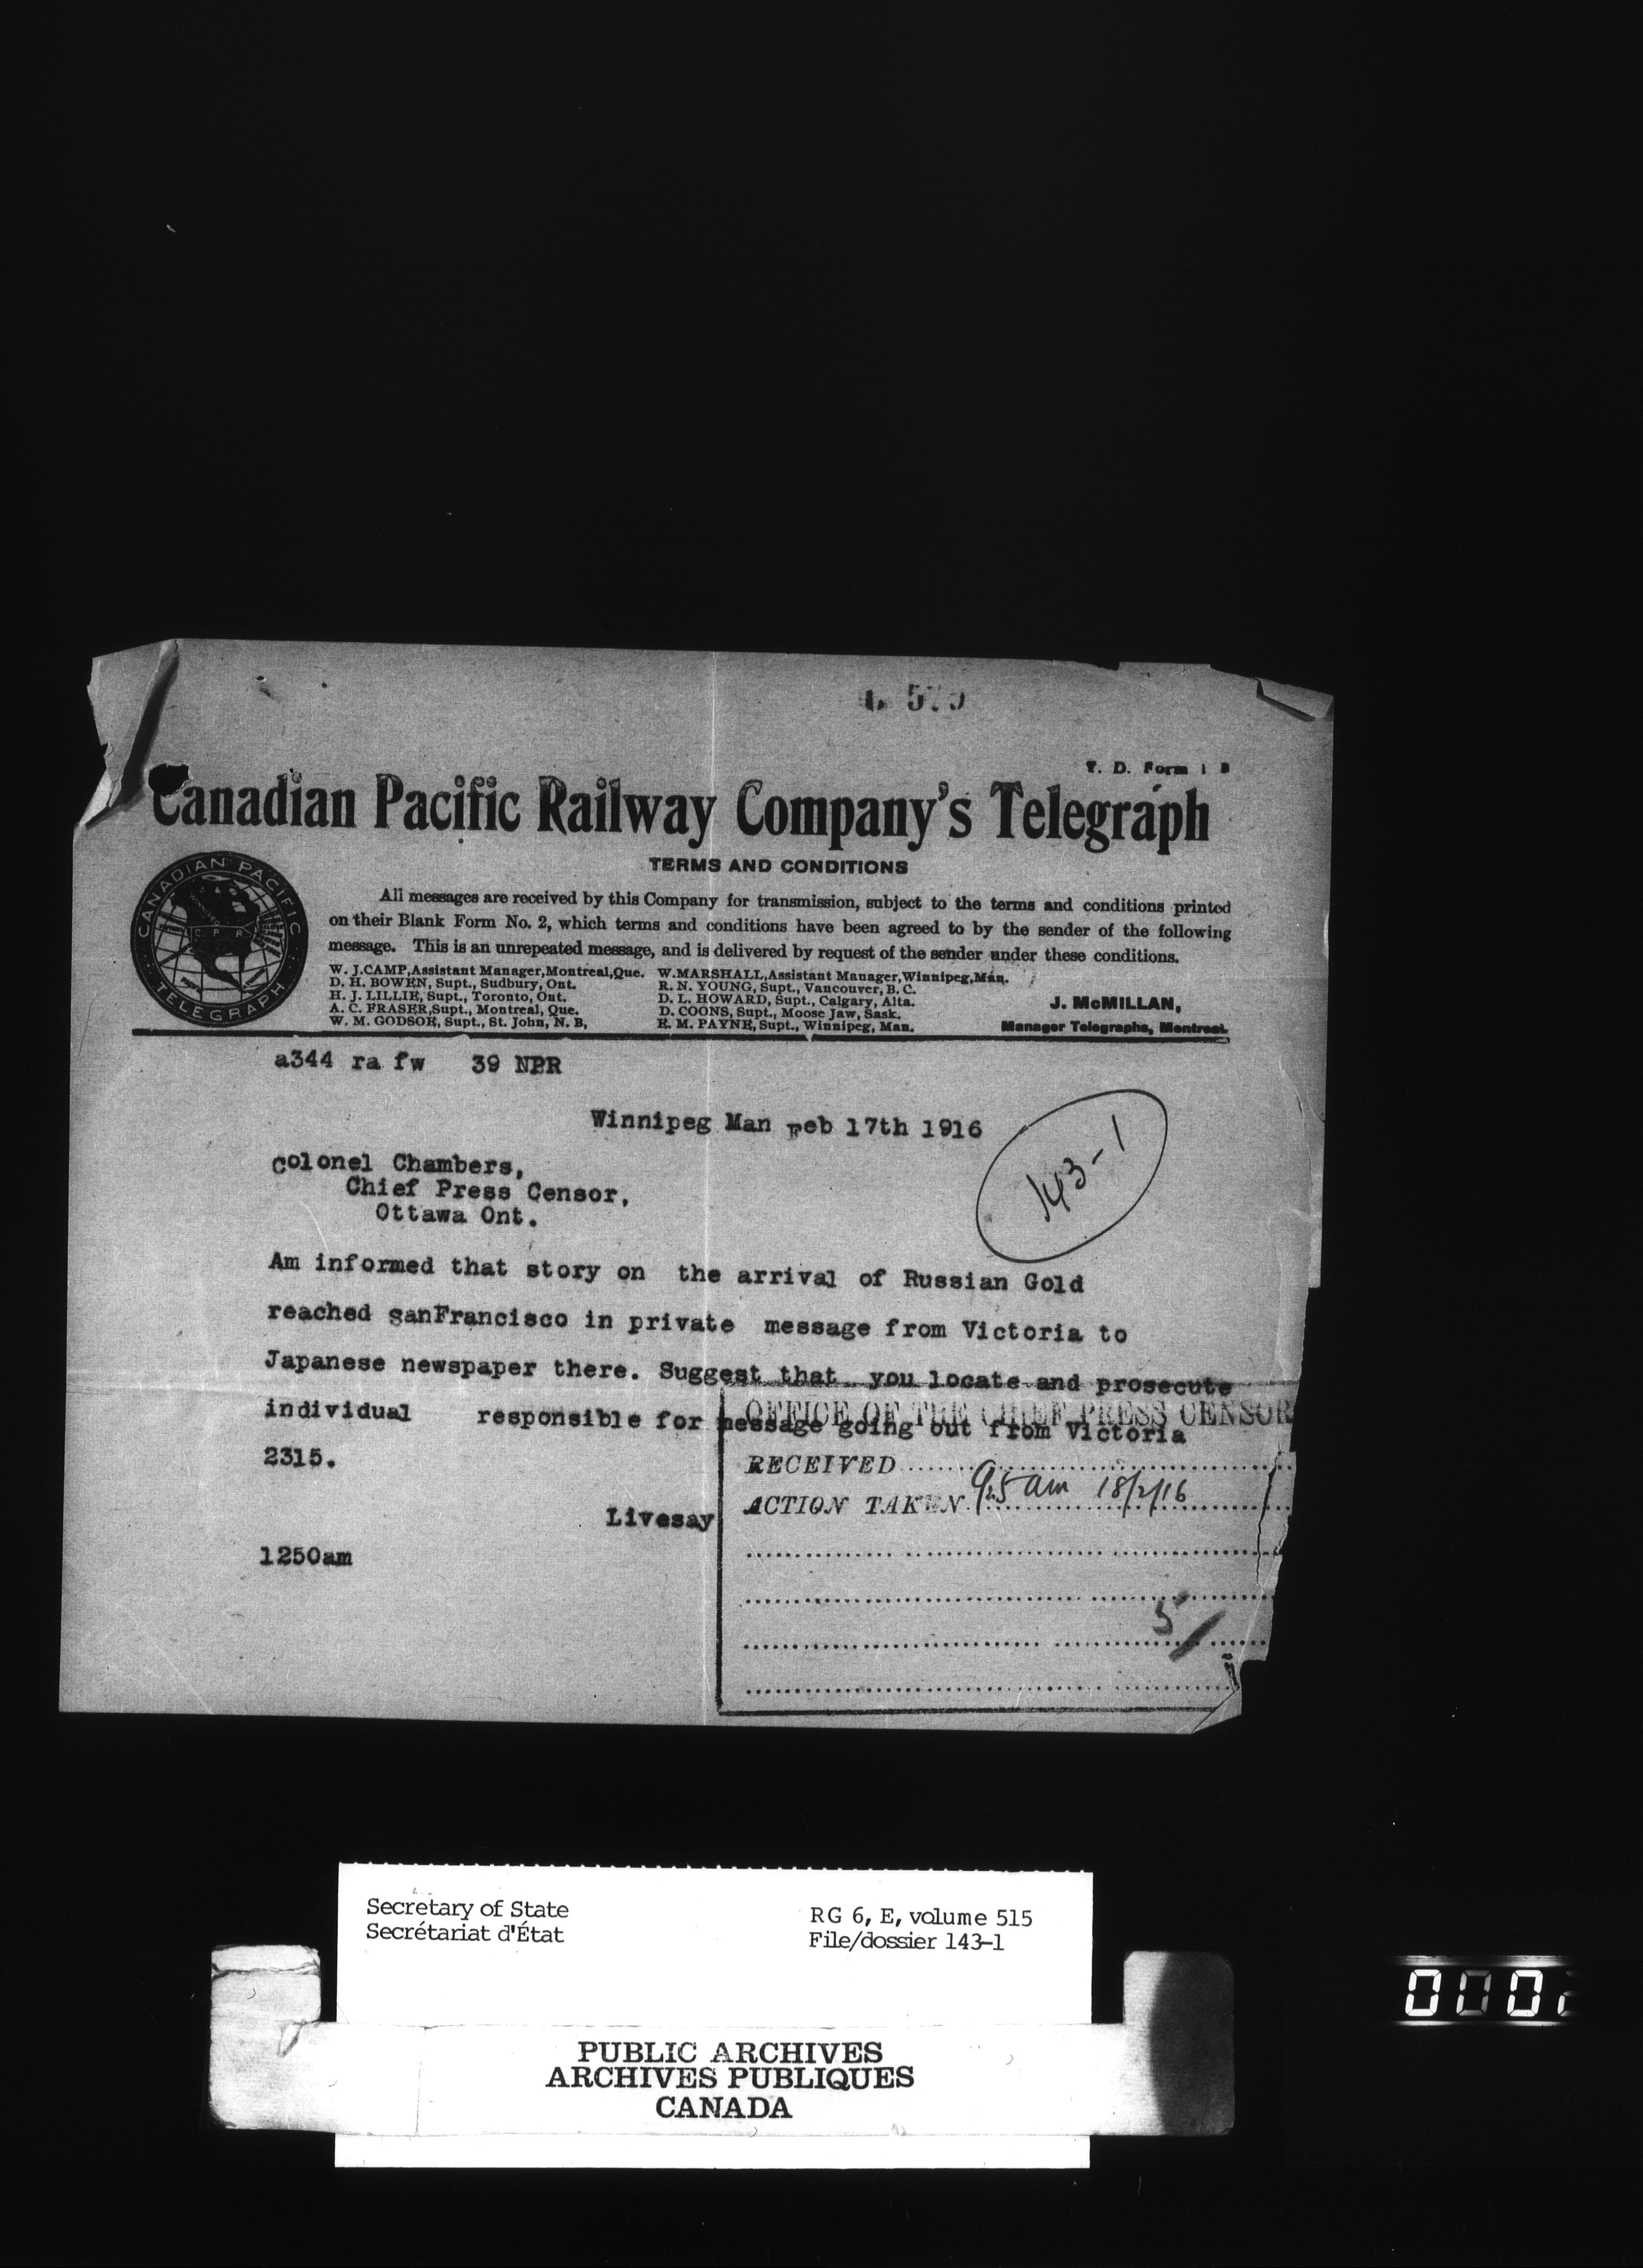 T. D. Form 1 B
Canadian Pacific Railway Company's Telegraph
TERMS AND CONDITIONS
CANADIAN PACIFIC
WINNIPEG
C P R
TELEGRAPH
All messages are received by this Company for transmission, subject to the terms and conditions printed
on their Blank Form No. 2, which terms and conditions have been agreed to by the sender of the following
message. This is an unrepeated message, and is delivered by request of the sender under these conditions.
W. J. CAMP, Assistant Manager, Montreal, Que. W. MARSHALL, Assistant Manager, Winnipeg, Man.
D. H. BOWEN, Supt., Sudbury, Ont. R. N. YOUNG, Supt., Vancouver, B. C.
H. J. LILLIE, Supt., Toronto, Ont. D. L. HOWARD, Supt., Calgary, Alta.
A. C. FRASER, Supt., Montreal, Que. D. COONS, Supt., Moose Jaw, Sask.
W. M. GODSOE, Supt., St. John, N. B, E. M. PAYNE, Supt., Winnipeg, Man.
J. McMILLAN,
Manager Telegraphs, Montreal.
a344 ra fw 39 NPR
Winnipeg Man Feb 17th 1916
143-1
Colonel Chambers,
Chief Press Censor,
Ottawa Ont.
Am informed that story on the arrival of Russian Gold
reached sanFrancisco in private message from Victoria to
Japanese newspaper there. Suggest that you locate and prosecute
individual responsible for message going out from Victoria
2315.
Livesay
1250am
OFFICE OF THE CHIEF PRESS CENSOR
RECEIVED
ACTION TAKEN 9.5 am 18/2/16
5
Secretary of State
Secrétariat d'État
RG 6, E, volume 515
File/dossier 143-1
PUBLIC ARCHIVES
ARCHIVES PUBLIQUES
CANADA